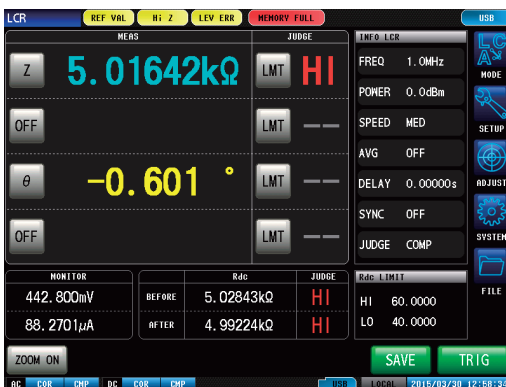 LCR REF VAL Hi Z LEV ERR MEMORY FULL USB
MEAS JUDGE INFO LCR
Z 5.01642kΩ LMT HI
OFF LMT ――
θ -0.601 ° LMT ――
OFF LMT ――
FREQ 1.0MHz
POWER 0.0dBm
SPEED MED
AVG OFF
DELAY 0.00000s
SYNC OFF
JUDGE COMP
LC
A
MODE
SETUP
ADJUST
SYSTEM
FILE
MONITOR Rdc JUDGE Rdc LIMIT
442.800mV BEFORE 5.02843kΩ HI
88.2701μA AFTER 4.99224kΩ HI
HI 60.0000
LO 40.0000
ZOOM ON SAVE TRIG
AC COR CMP DC COR CMP USB LOCAL 2015/03/30 12:58:34